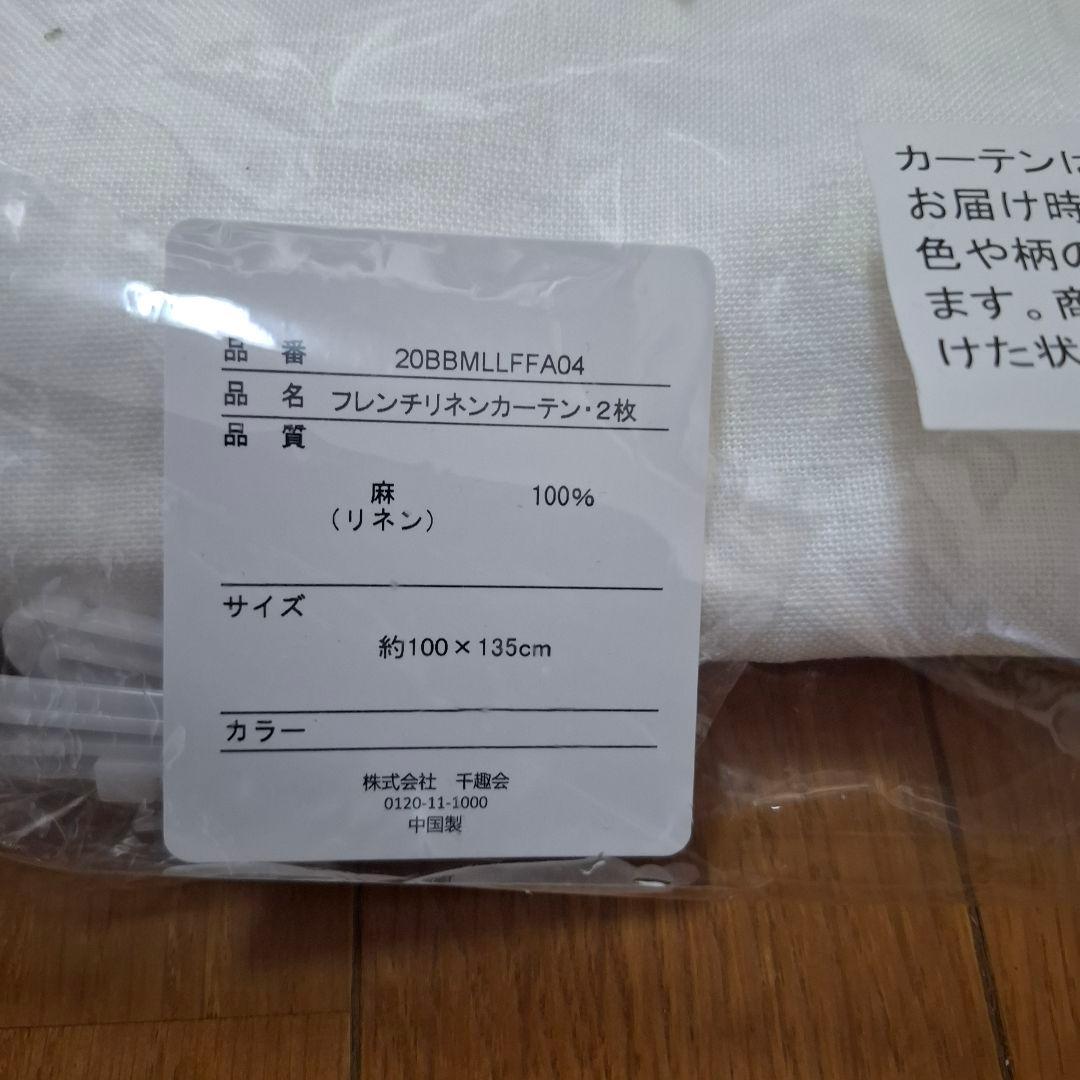 品番 20BBMLLFFA04
品名 フレンチリネンカーテン・2枚
品質
麻 100%
(リネン)
サイズ
約100×135cm
カラー
株式会社 千趣会
0120-11-1000
中国製
カーテンは
お届け時
色や柄の
ます。商
けた状